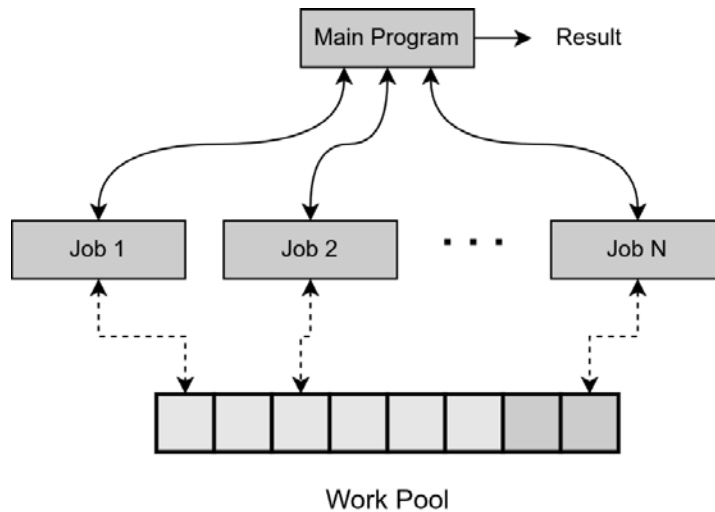 Main Program
Result
Job 1
Job 2
. . .
Job N
Work Pool